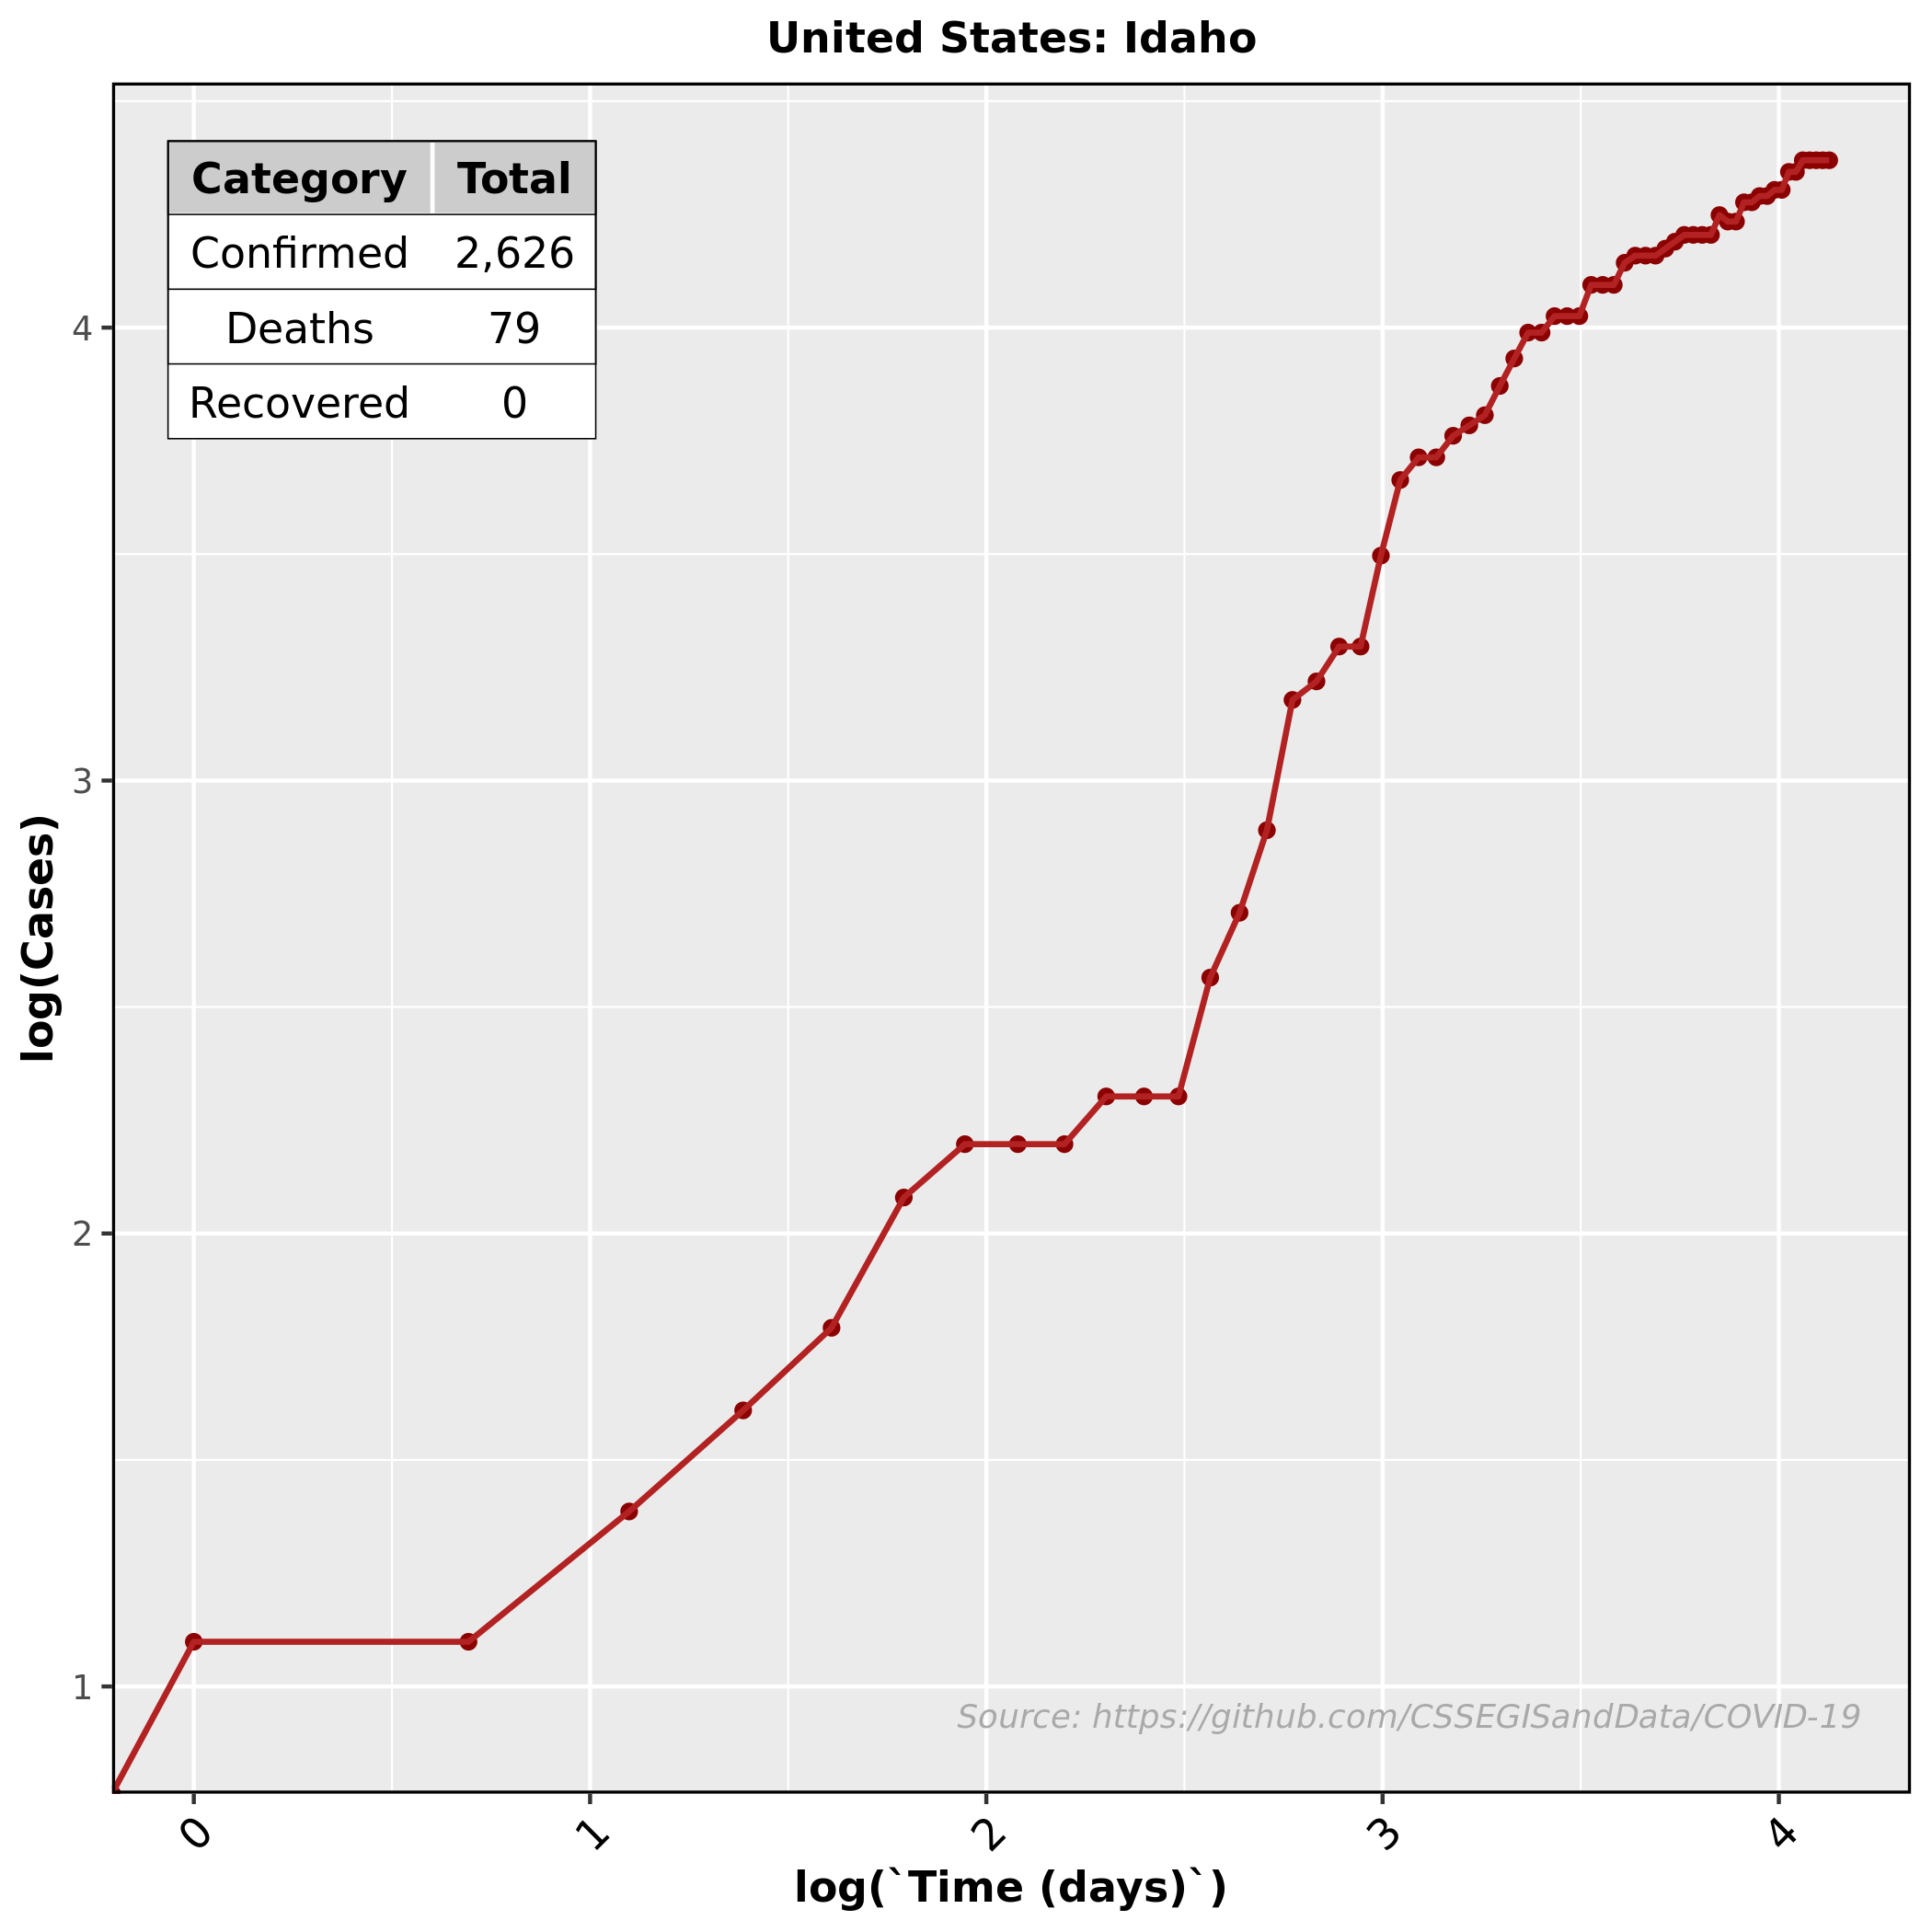 United States: Idaho
Category Total
Confirmed 2,626
Deaths 79
Recovered 0
4
3
2
1
log(Cases)
Source: https://github.com/CSSEGISandData/COVID-19
0 1 2 3 4
log(`Time (days)`)